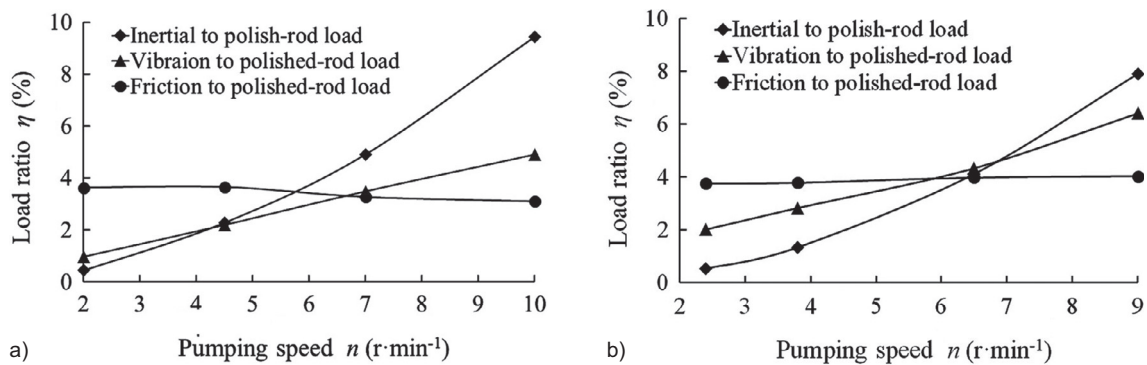 10
8
6
4
2
0
Load ratio η (%)
Inertial to polish-rod load
Vibraion to polished-rod load
Friction to polished-rod load
2 3 4 5 6 7 8 9 10
Pumping speed n (r·min-1)
a)
10
8
6
4
2
0
Load ratio η (%)
Inertial to polish-rod load
Vibration to polished-rod load
Friction to polished-rod load
2 3 4 5 6 7 8 9
Pumping speed n (r·min-1)
b)